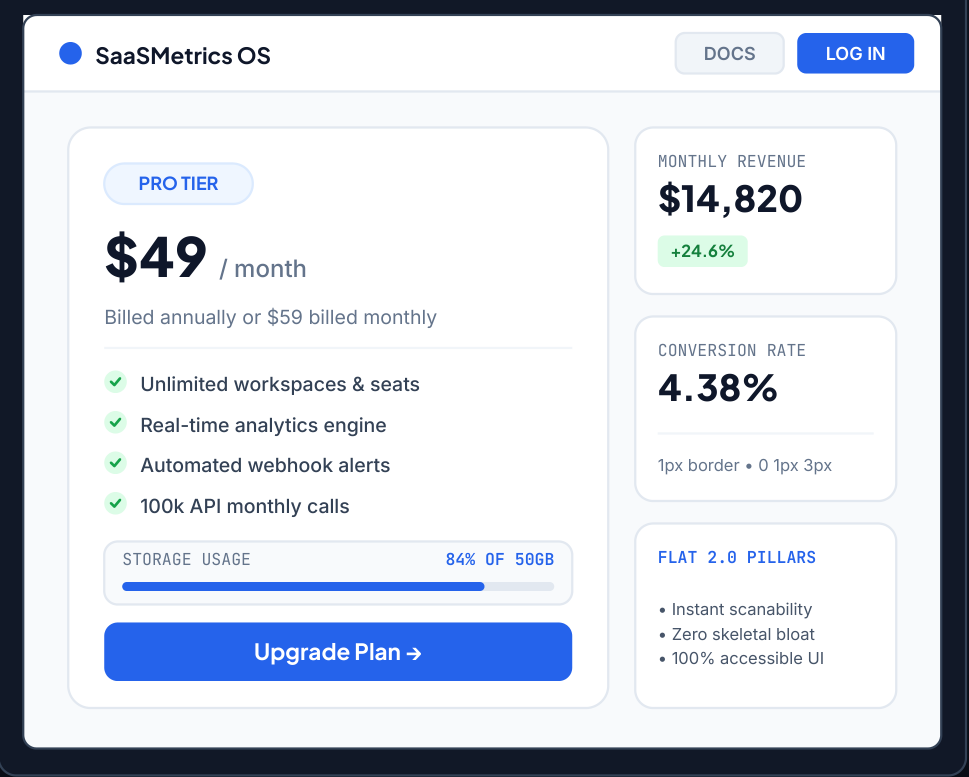 SaaSMetrics OS
DOCS
LOG IN
PRO TIER
$49 / month
Billed annually or $59 billed monthly
Unlimited workspaces & seats
Real-time analytics engine
Automated webhook alerts
100k API monthly calls
STORAGE USAGE
84% OF 50GB
Upgrade Plan →
MONTHLY REVENUE
$14,820
+24.6%
CONVERSION RATE
4.38%
1px border • 0 1px 3px
FLAT 2.0 PILLARS
• Instant scanability
• Zero skeletal bloat
• 100% accessible UI